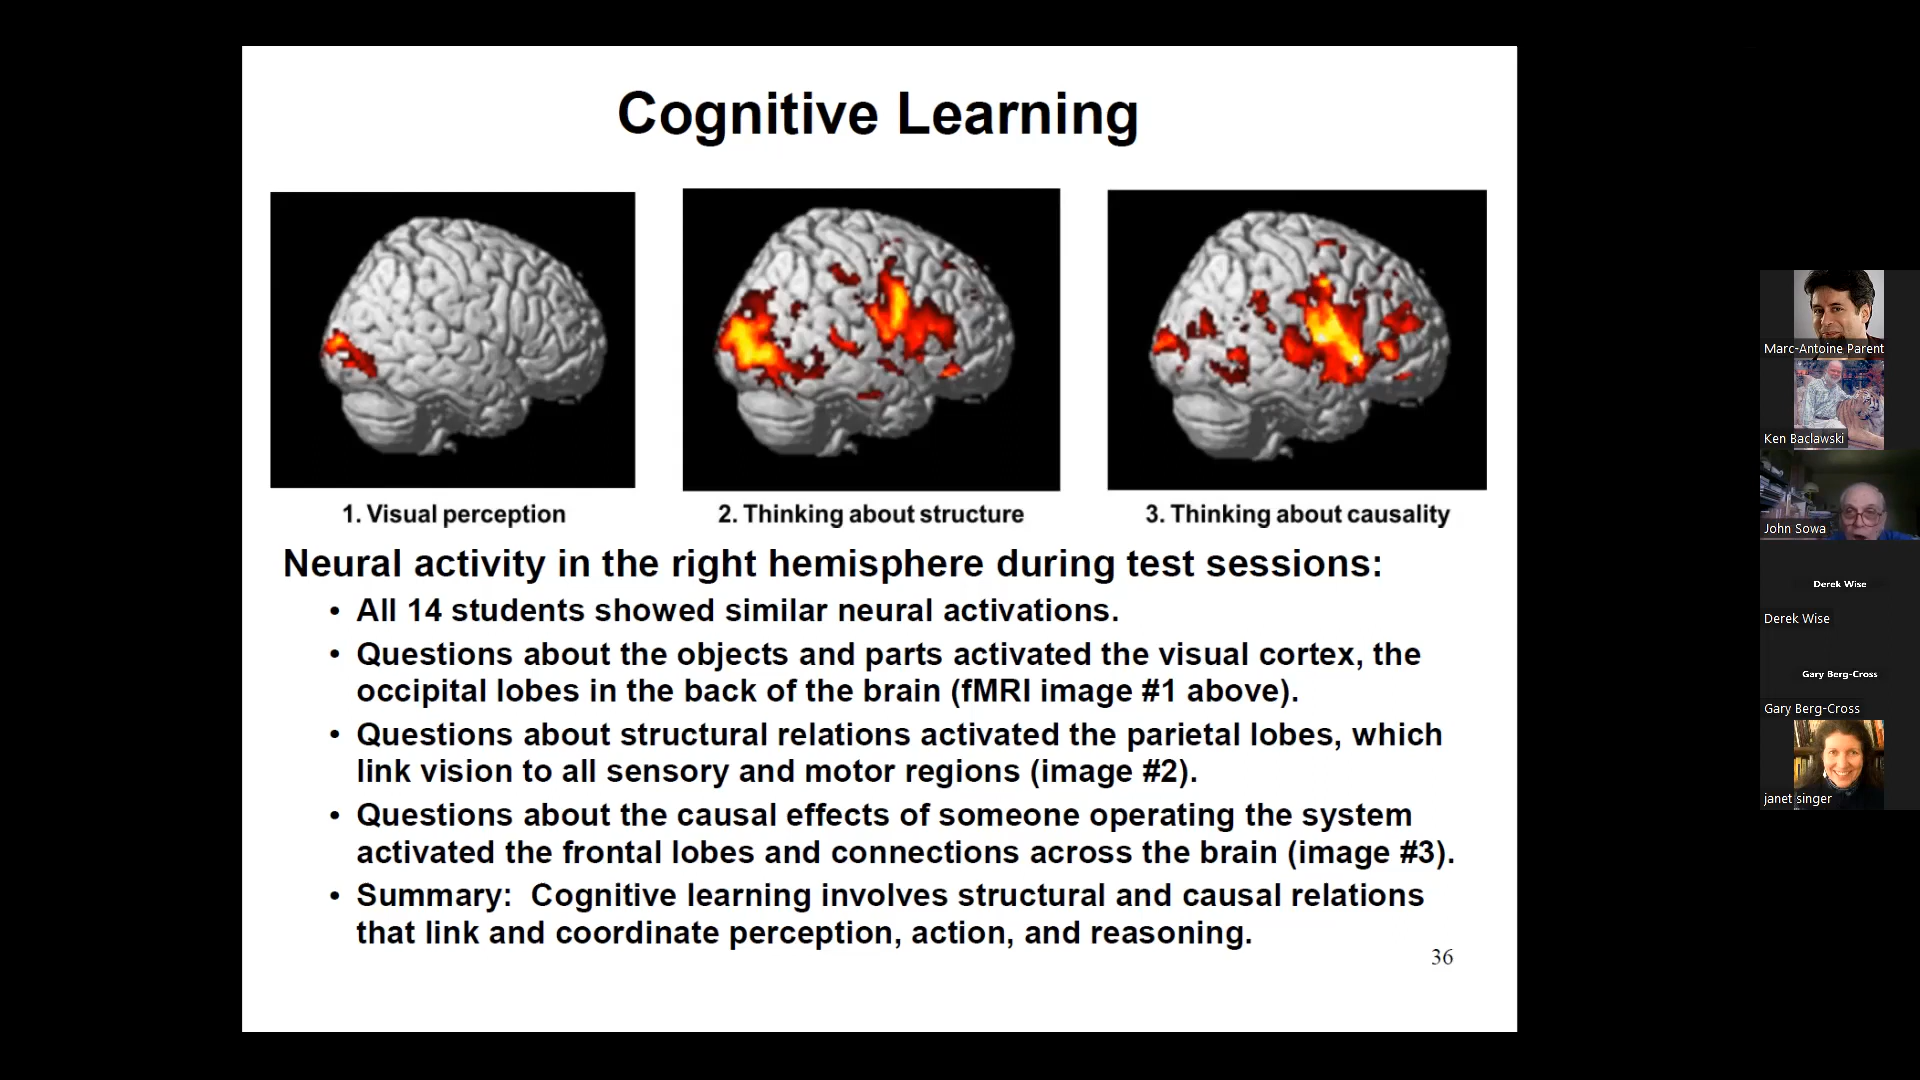 Cognitive Learning
1. Visual perception
2. Thinking about structure
3. Thinking about causality
Neural activity in the right hemisphere during test sessions:
• All 14 students showed similar neural activations.
• Questions about the objects and parts activated the visual cortex, the
occipital lobes in the back of the brain (fMRI image #1 above).
• Questions about structural relations activated the parietal lobes, which
link vision to all sensory and motor regions (image #2).
• Questions about the causal effects of someone operating the system
activated the frontal lobes and connections across the brain (image #3).
• Summary:  Cognitive learning involves structural and causal relations
that link and coordinate perception, action, and reasoning.
36
Marc-Antoine Parent
Ken Baclawski
John Sowa
Derek Wise
Derek Wise
Gary Berg-Cross
Gary Berg-Cross
janet singer